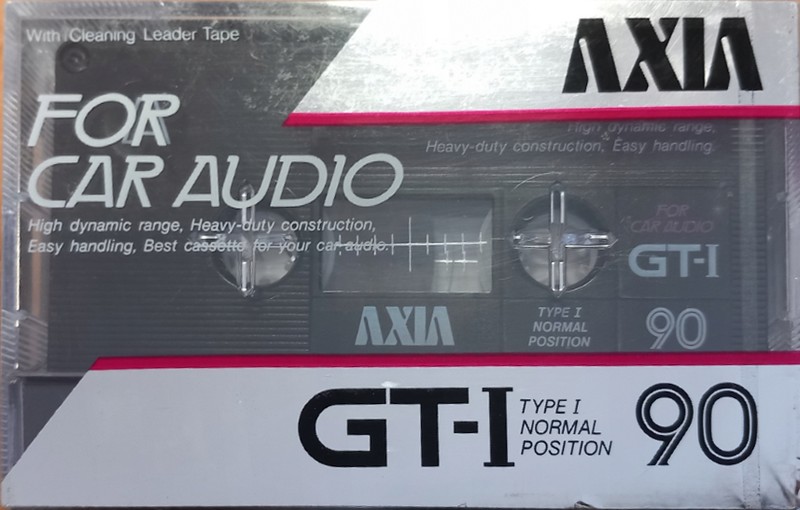 With Cleaning Leader Tape
AXIA
FOR
CAR AUDIO
High dynamic range,
Heavy-duty construction, Easy handling.
High dynamic range, Heavy-duty construction,
Easy handling, Best cassette for your car audio.
FOR
CAR AUDIO
GT-I
AXIA
TYPE I
NORMAL
POSITION
90
GT-I
TYPE I
NORMAL
POSITION
90